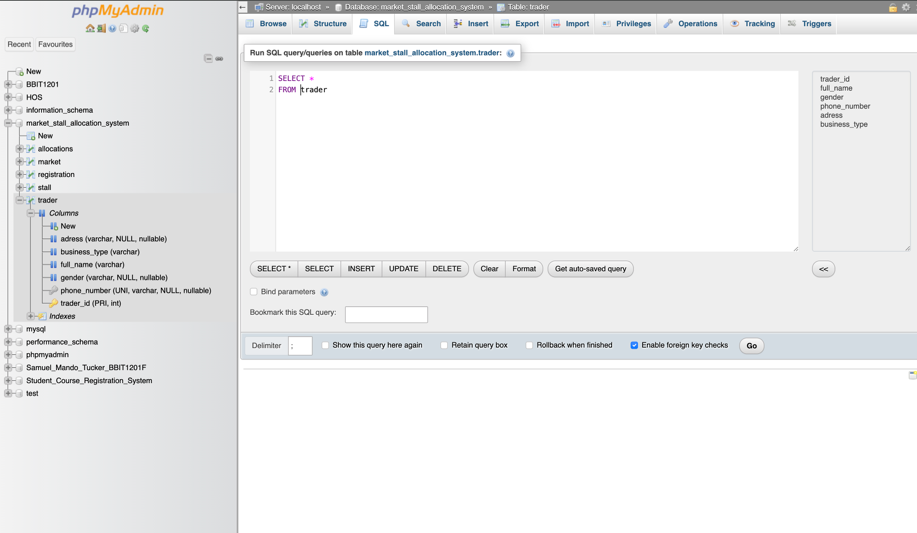 phpMyAdmin
Recent Favourites
New
BBIT1201
HOS
information_schema
market_stall_allocation_system
New
allocations
market
registration
stall
trader
Columns
New
adress (varchar, NULL, nullable)
business_type (varchar)
full_name (varchar)
gender (varchar, NULL, nullable)
phone_number (UNI, varchar, NULL, nullable)
trader_id (PRI, int)
Indexes
mysql
performance_schema
phpmyadmin
Samuel_Mando_Tucker_BBIT1201F
Student_Course_Registration_System
test
Server: localhost » Database: market_stall_allocation_system » Table: trader
Browse Structure SQL Search Insert Export Import Privileges Operations Tracking Triggers
Run SQL query/queries on table market_stall_allocation_system.trader:
1 SELECT *
2 FROM trader
trader_id
full_name
gender
phone_number
adress
business_type
SELECT * SELECT INSERT UPDATE DELETE Clear Format Get auto-saved query <<
Bind parameters
Bookmark this SQL query:
Delimiter ; Show this query here again Retain query box Rollback when finished Enable foreign key checks Go